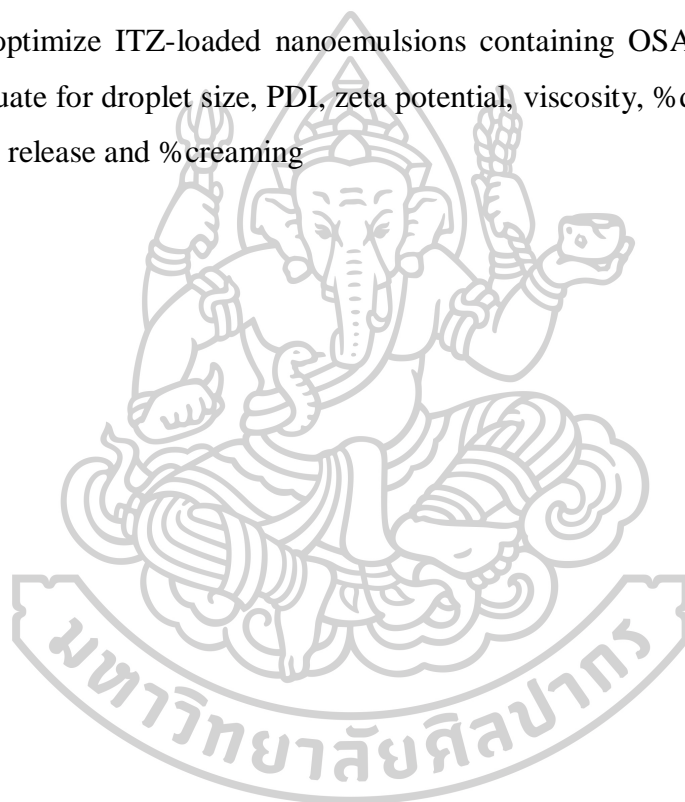 optimize ITZ-loaded nanoemulsions containing OSA
uate for droplet size, PDI, zeta potential, viscosity, %
release and %creaming
มหาวิทยาลัยศิลปากร